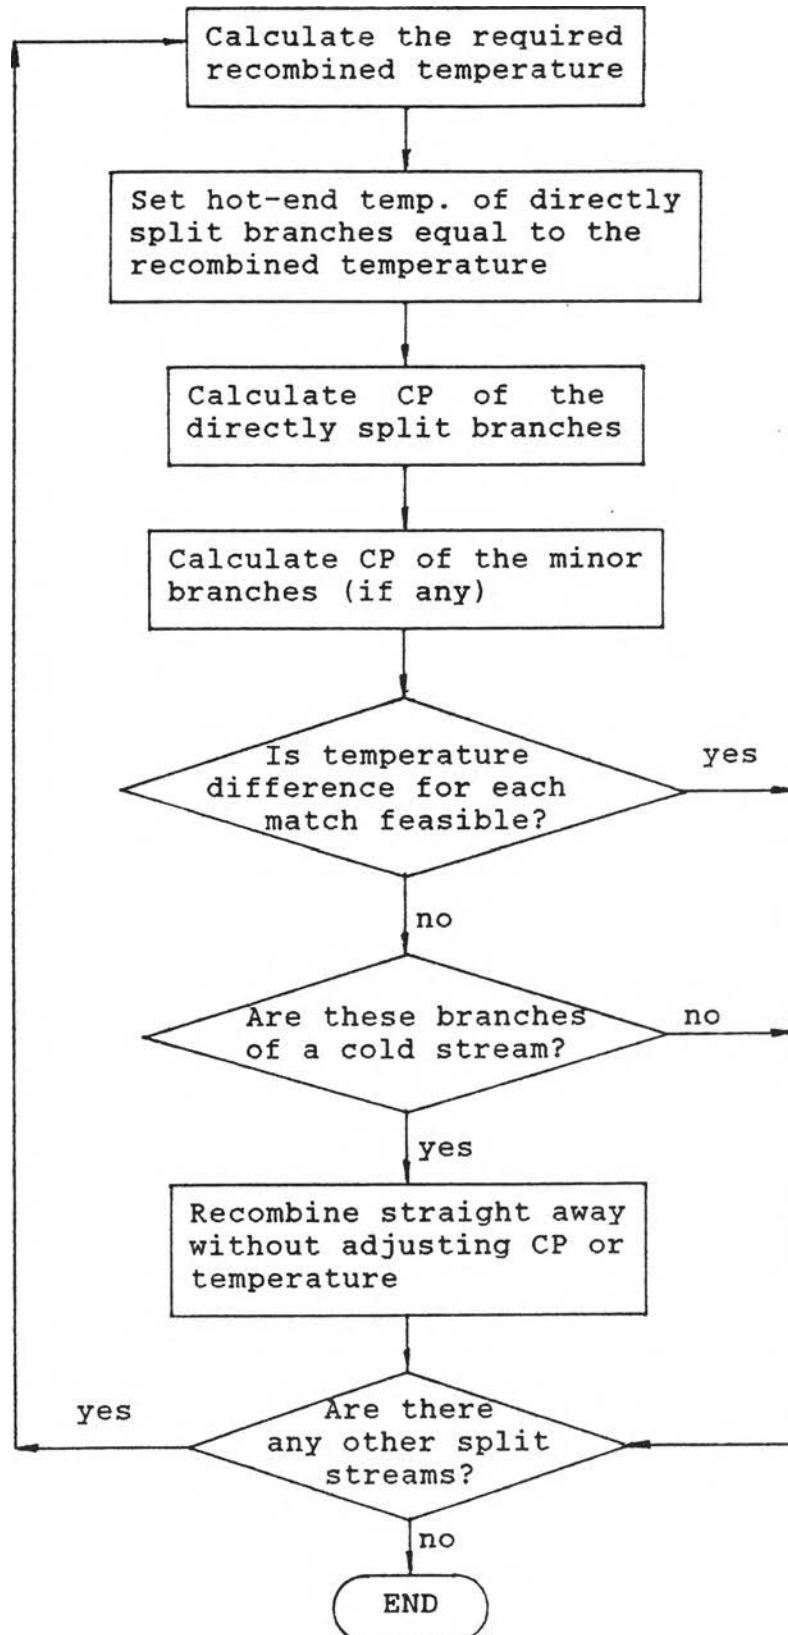 Calculate the required
recombined temperature
Set hot-end temp. of directly
split branches equal to the
recombined temperature
Calculate CP of the
directly split branches
Calculate CP of the minor
branches (if any)
Is temperature
difference for each
match feasible?
yes
no
Are these branches
of a cold stream?
no
yes
Recombine straight away
without adjusting CP or
temperature
yes
Are there
any other split
streams?
no
END